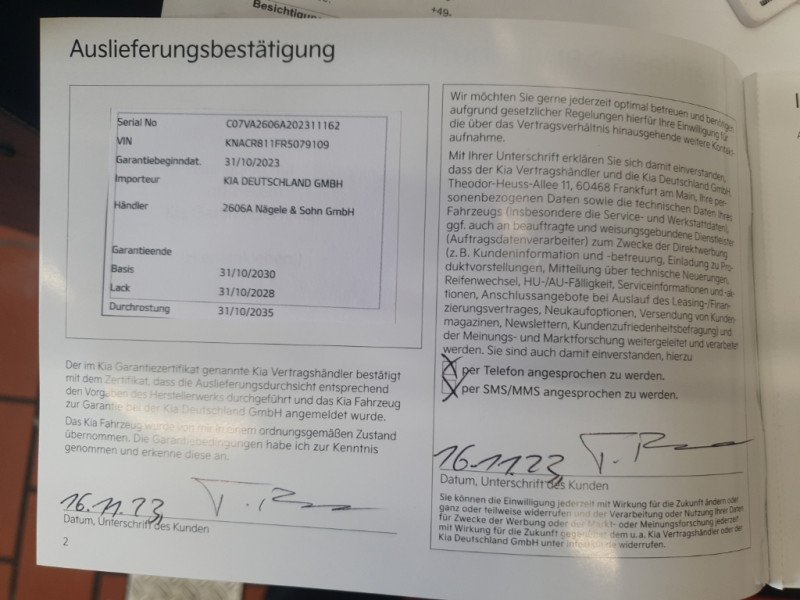 Besichtigun
+49-
Auslieferungsbestätigung
Serial No C07VA2606A202311162
VIN KNACR811FR5079109
Garantiebeginndat. 31/10/2023
Importeur KIA DEUTSCHLAND GMBH
Händler 2606A Nägele & Sohn GmbH
Garantieende
Basis 31/10/2030
Lack 31/10/2028
Durchrostung 31/10/2035
Der im Kia Garantiezertifikat genannte Kia Vertragshändler bestätigt
mit dem Zertifikat, dass die Auslieferungsdurchsicht entsprechend
den Vorgaben des Herstellerwerks durchgeführt und das Kia Fahrzeug
zur Garantie bei der Kia Deutschland GmbH angemeldet wurde.
Das Kia Fahrzeug wurde von mir in einem ordnungsgemäßen Zustand
übernommen. Die Garantiebedingungen habe ich zur Kenntnis
genommen und erkenne diese an.
16.11.23,
Datum, Unterschrift des Kunden
2
Wir möchten Sie gerne jederzeit optimal betreuen und benötigen
aufgrund gesetzlicher Regelungen hierfür Ihre Einwilligung für
die über das Vertragsverhältnis hinausgehende weitere Kontakt-
aufnahme.
Mit Ihrer Unterschrift erklären Sie sich damit einverstanden,
dass der Kia Vertragshändler und die Kia Deutschland GmbH,
Theodor-Heuss-Allee 11, 60468 Frankfurt am Main, Ihre per-
sonenbezogenen Daten sowie die technischen Daten Ihres
Fahrzeugs (insbesondere die Service- und Werkstattdaten),
ggf. auch an beauftragte und weisungsgebundene Dienstleister
(Auftragsdatenverarbeiter) zum Zwecke der Direktwerbung
(z. B. Kundeninformation und -betreuung, Einladung zu Pro-
duktvorstellungen, Mitteilung über technische Neuerungen,
Reifenwechsel, HU-/AU-Fälligkeit, Serviceinformationen und -ak-
tionen, Anschlussangebote bei Auslauf des Leasing-/Finan-
zierungsvertrages, Neukaufoptionen, Versendung von Kunden-
magazinen, Newslettern, Kundenzufriedenheitsbefragung) und
der Meinungs- und Marktforschung weitergeleitet und verarbeitet
werden. Sie sind auch damit einverstanden, hierzu
per Telefon angesprochen zu werden.
per SMS/MMS angesprochen zu werden.
16.11.23,
Datum, Unterschrift des Kunden
Sie können die Einwilligung jederzeit mit Wirkung für die Zukunft ändern oder
ganz oder teilweise widerrufen und der Verarbeitung oder Nutzung Ihrer Daten
für Zwecke der Werbung oder der Markt- oder Meinungsforschung jederzeit
mit Wirkung für die Zukunft gegenüber dem u. a. Kia Vertragshändler oder der
Kia Deutschland GmbH unter widerrufen.